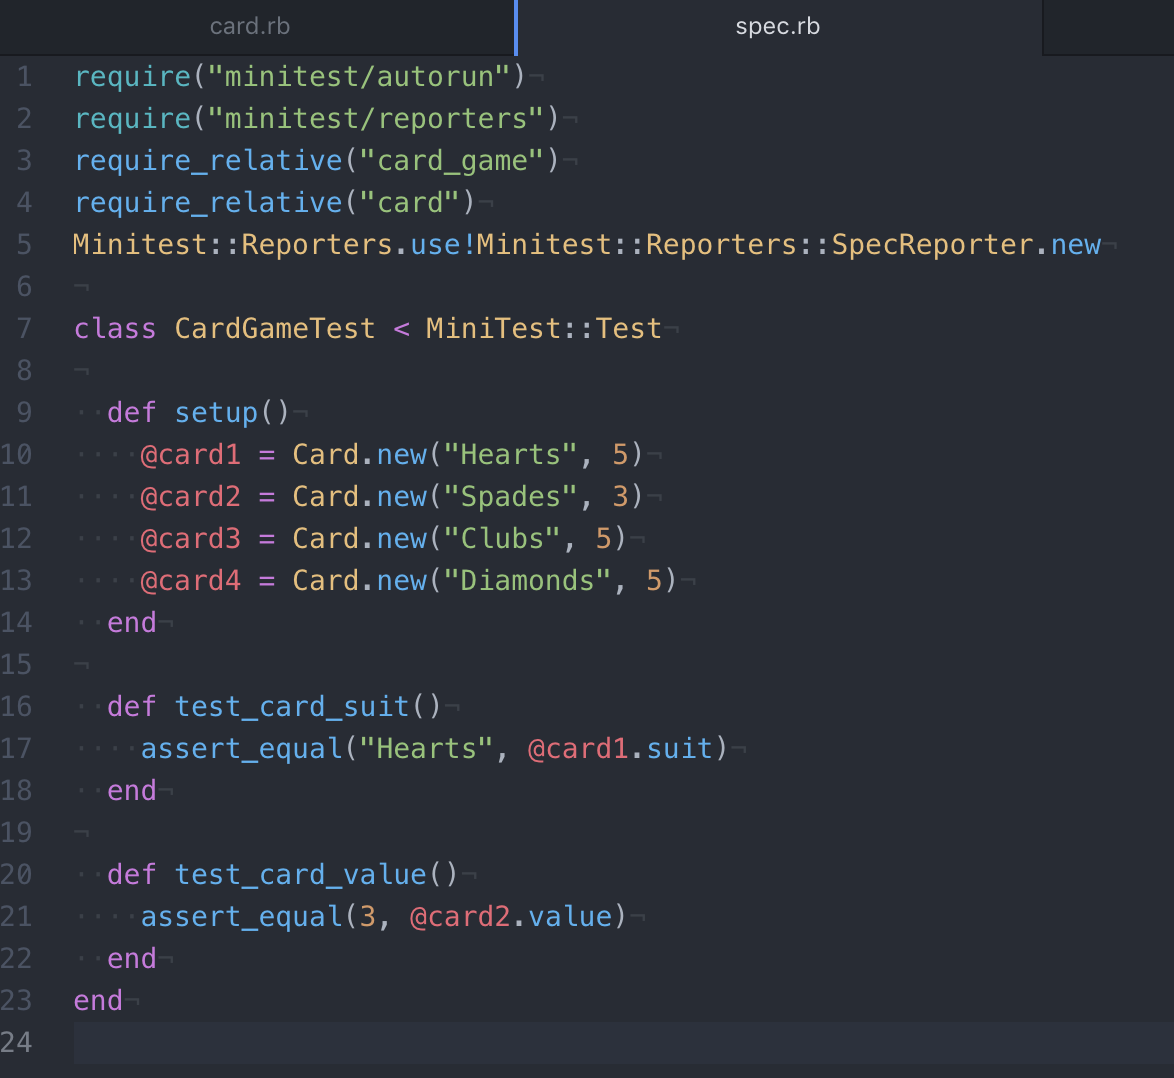 card.rb
spec.rb
1 require("minitest/autorun")¬
2 require("minitest/reporters")¬
3 require_relative("card_game")¬
4 require_relative("card")¬
5 Minitest::Reporters.use!Minitest::Reporters::SpecReporter.new¬
6 ¬
7 class CardGameTest < MiniTest::Test¬
8 ¬
9 ··def setup()¬
10 ····@card1 = Card.new("Hearts", 5)¬
11 ····@card2 = Card.new("Spades", 3)¬
12 ····@card3 = Card.new("Clubs", 5)¬
13 ····@card4 = Card.new("Diamonds", 5)¬
14 ··end¬
15 ¬
16 ··def test_card_suit()¬
17 ····assert_equal("Hearts", @card1.suit)¬
18 ··end¬
19 ¬
20 ··def test_card_value()¬
21 ····assert_equal(3, @card2.value)¬
22 ··end¬
23 end¬
24